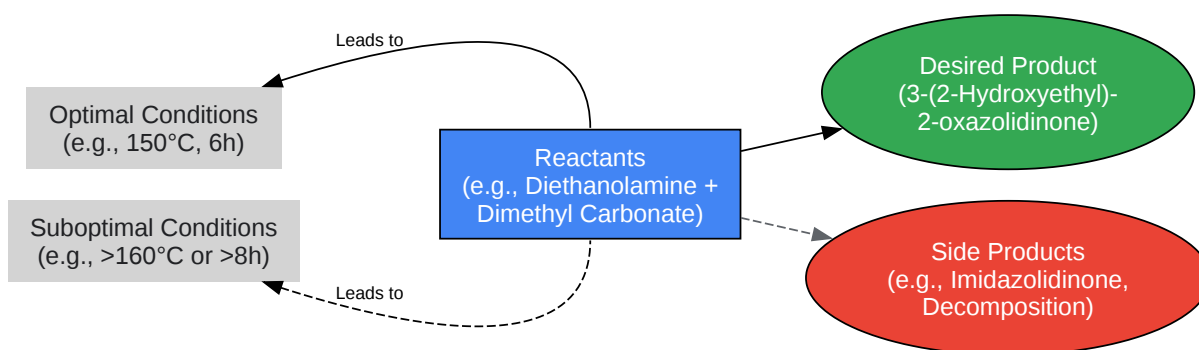 Leads to
Optimal Conditions
(e.g., 150°C, 6h)
Suboptimal Conditions
(e.g., >160°C or >8h)
Leads to
Reactants
(e.g., Diethanolamine +
Dimethyl Carbonate)
Desired Product
(3-(2-Hydroxyethyl)-
2-oxazolidinone)
Side Products
(e.g., Imidazolidinone,
Decomposition)